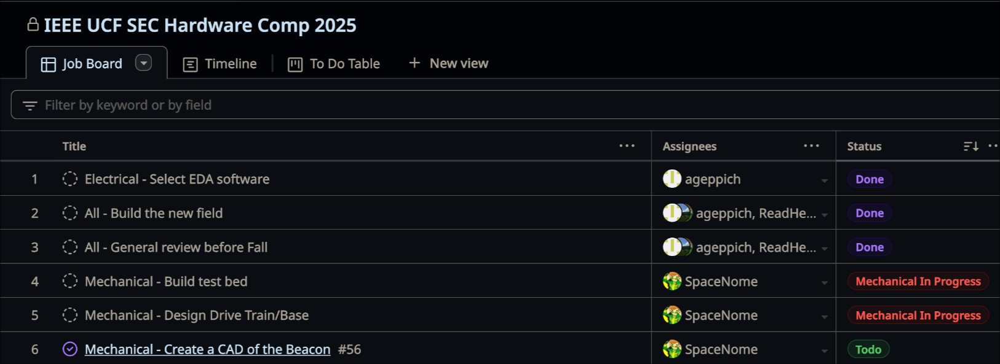 IEEE UCF SEC Hardware Comp 2025
Job Board Timeline To Do Table + New view
Filter by keyword or by field
Title ... Assignees ... Status
1 Electrical - Select EDA software ageppich Done
2 All - Build the new field ageppich, ReadHe... Done
3 All - General review before Fall ageppich, ReadHe... Done
4 Mechanical - Build test bed SpaceNome Mechanical In Progress
5 Mechanical - Design Drive Train/Base SpaceNome Mechanical In Progress
6 Mechanical - Create a CAD of the Beacon #56 SpaceNome Todo